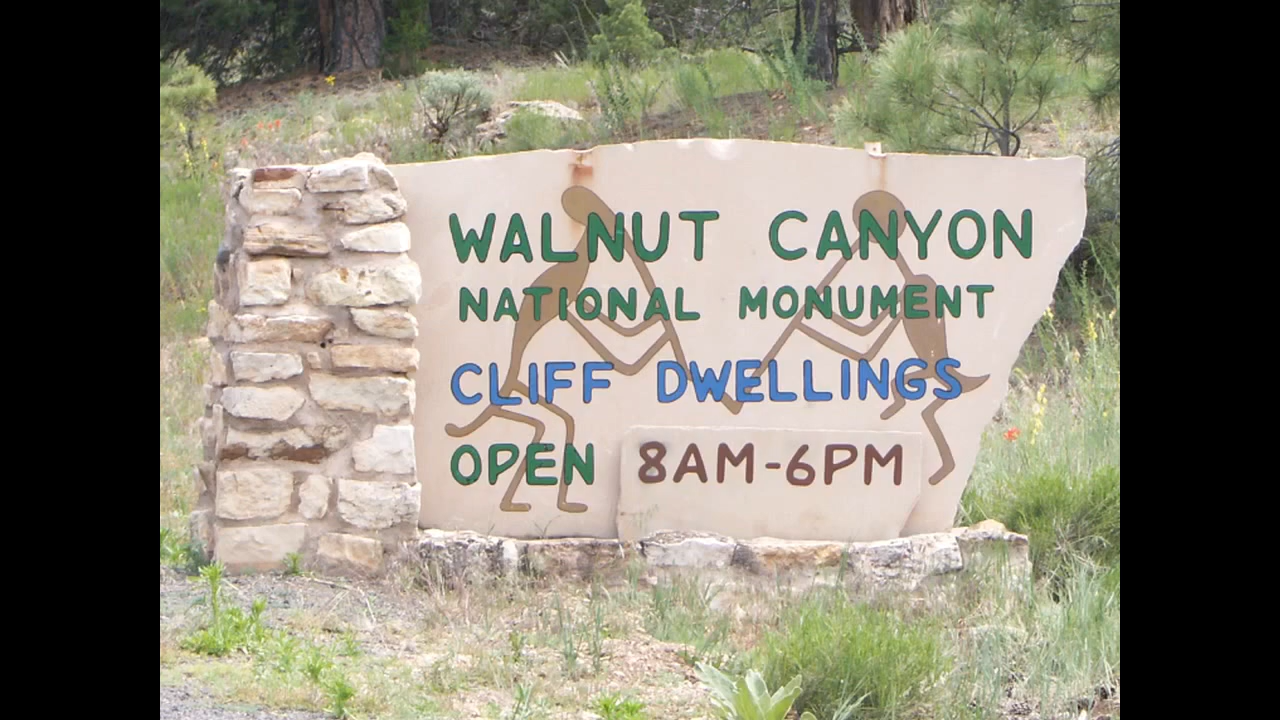 WALNUT CANYON
NATIONAL MONUMENT
CLIFF DWELLINGS
OPEN 8AM-6PM